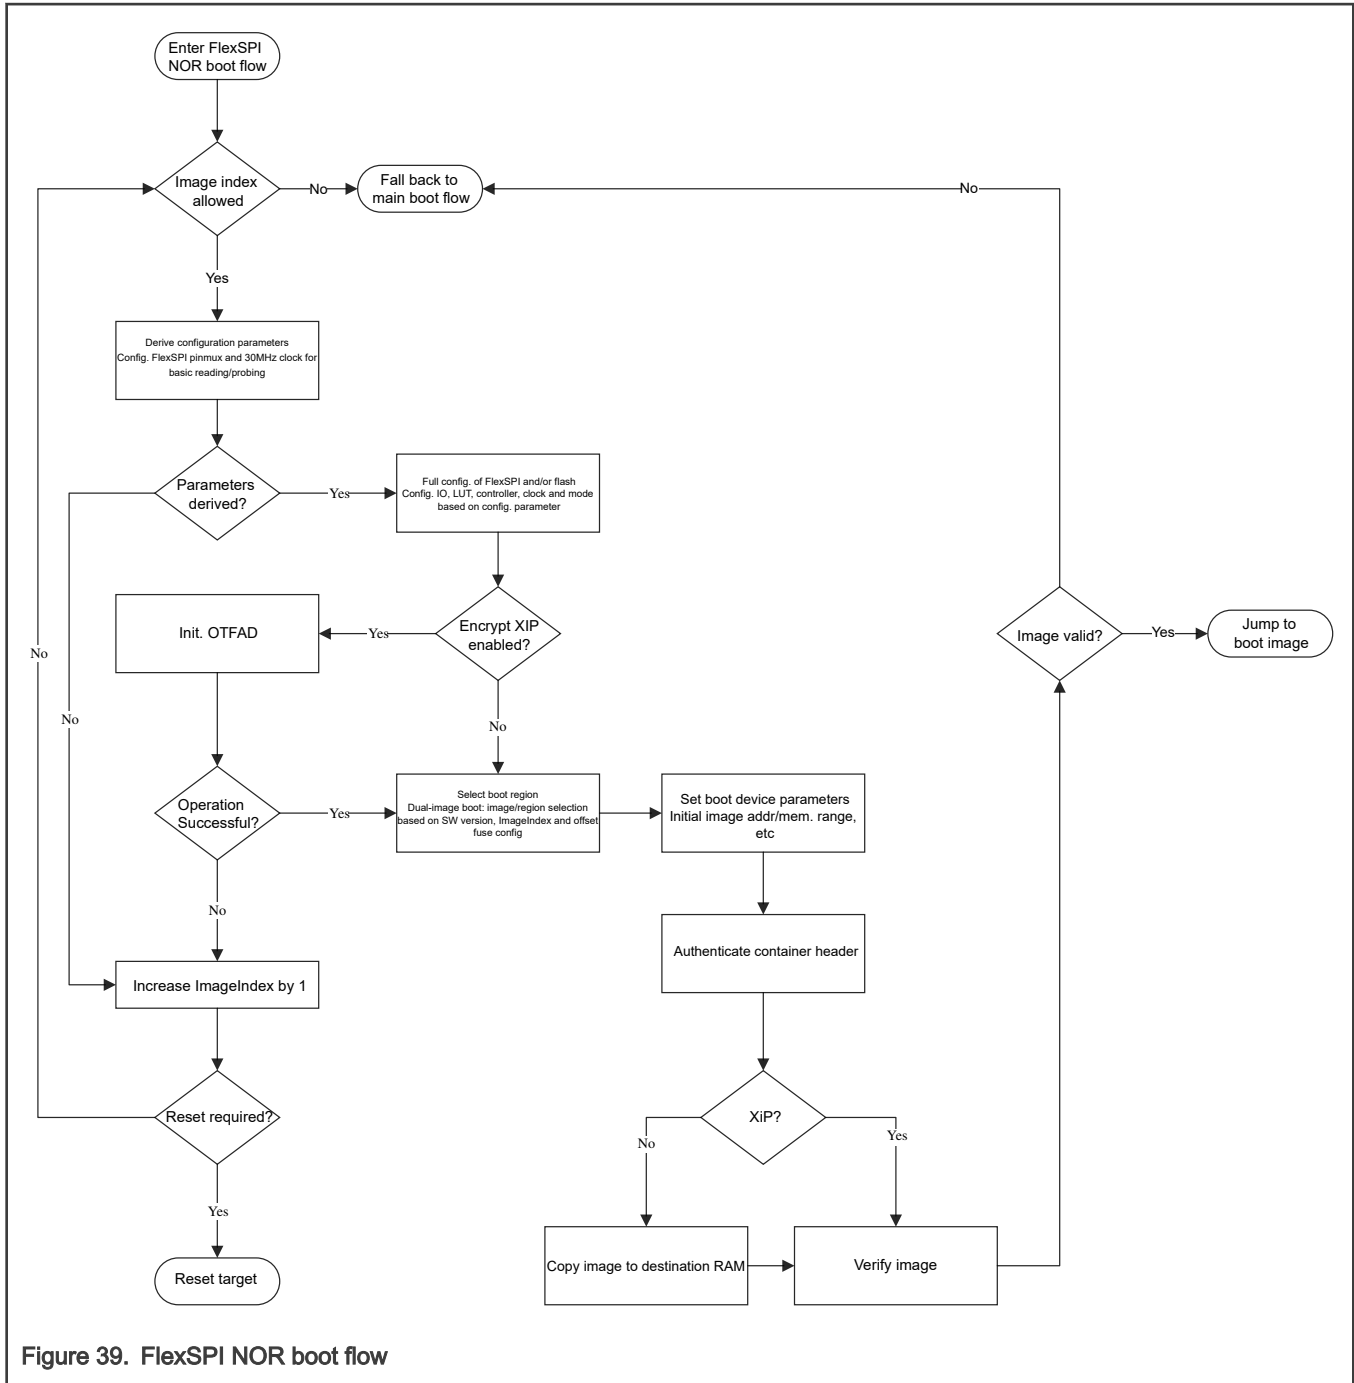 Enter FlexSPI
NOR boot flow
Image index
allowed
No
Fall back to
main boot flow
No
Yes
Derive configuration parameters
Config. FlexSPI pinmux and 30MHz clock for
basic reading/probing
Parameters
derived?
Yes
Full config. of FlexSPI and/or flash
Config. IO, LUT, controller, clock and mode
based on config. parameter
Init. OTFAD
Yes
Encrypt XIP
enabled?
Image valid?
Yes
Jump to
boot image
No
No
No
Operation
Successful?
Yes
Select boot region
Dual-image boot: image/region selection
based on SW version, ImageIndex and offset
fuse config
Set boot device parameters
Initial image addr/mem. range,
etc
No
Authenticate container header
Increase ImageIndex by 1
Reset required?
XiP?
No
Yes
Yes
Copy image to destination RAM
Verify image
Reset target
Figure 39. FlexSPI NOR boot flow